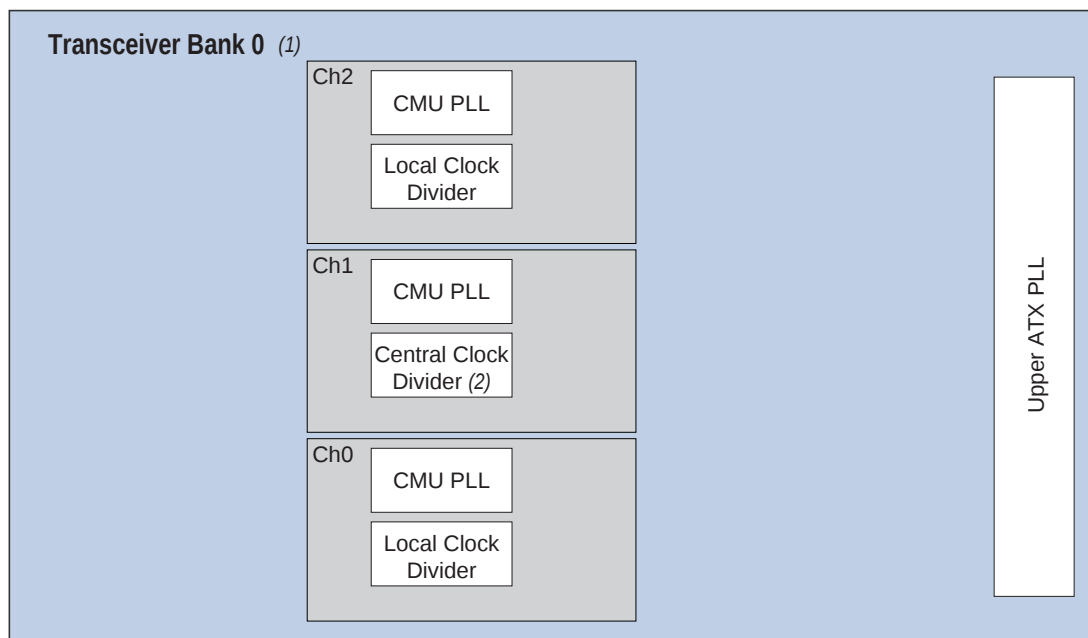 Transceiver Bank 0 (1)
Ch2
CMU PLL
Local Clock
Divider
Ch1
CMU PLL
Central Clock
Divider (2)
Ch0
CMU PLL
Local Clock
Divider
Upper ATX PLL